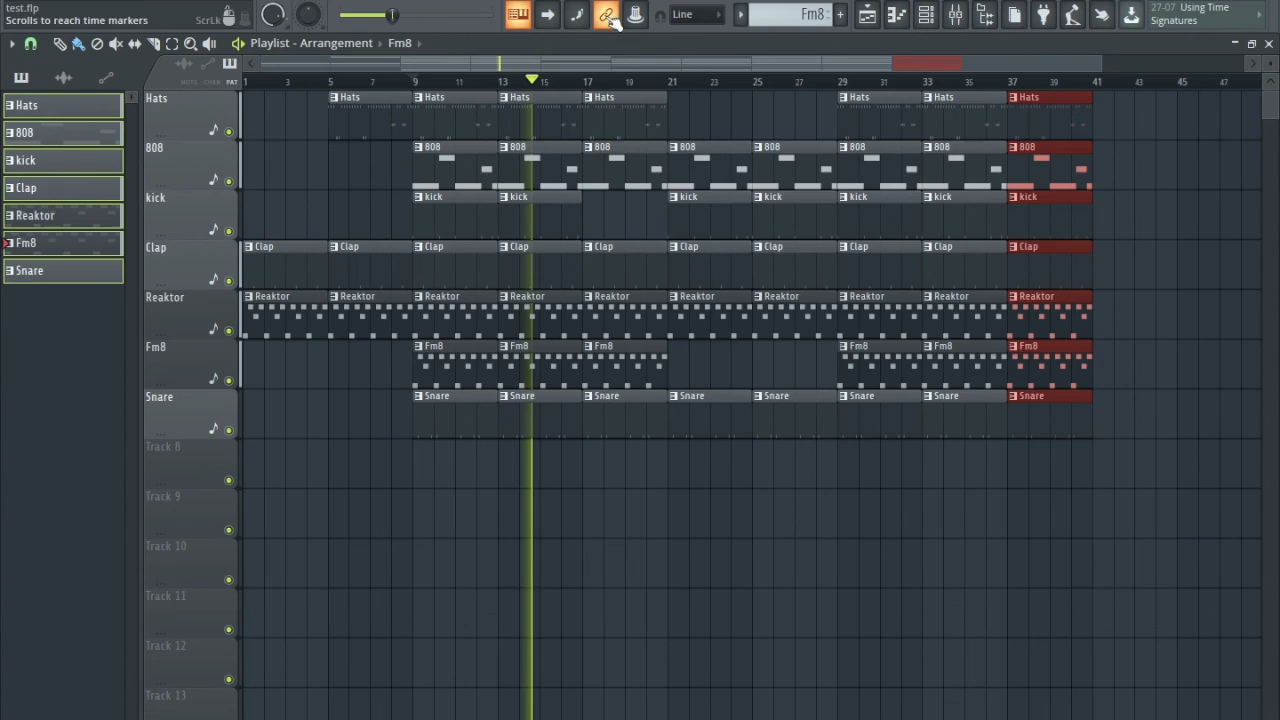 test.flp
Scrolls to reach time markers ScrLk
Line Fm8 + 27-07 Using Time
Signatures
Playlist - Arrangement › Fm8 ›
NOTE CHAN PAT 1 3 5 7 9 11 13 15 17 19 21 23 25 27 29 31 33 35 37 39 41 43 45 47
Hats Hats Hats Hats Hats Hats Hats Hats Hats
808 808 808 808 808 808 808 808 808 808
kick kick kick kick kick kick kick kick kick
Clap Clap Clap Clap Clap Clap Clap Clap Clap Clap Clap Clap
Reaktor Reaktor Reaktor Reaktor Reaktor Reaktor Reaktor Reaktor Reaktor Reaktor Reaktor Reaktor
Fm8 Fm8 Fm8 Fm8 Fm8 Fm8 Fm8 Fm8
Snare Snare Snare Snare Snare Snare Snare Snare Snare Snare
Track 8
Track 9
Track 10
Track 11
Track 12
Track 13